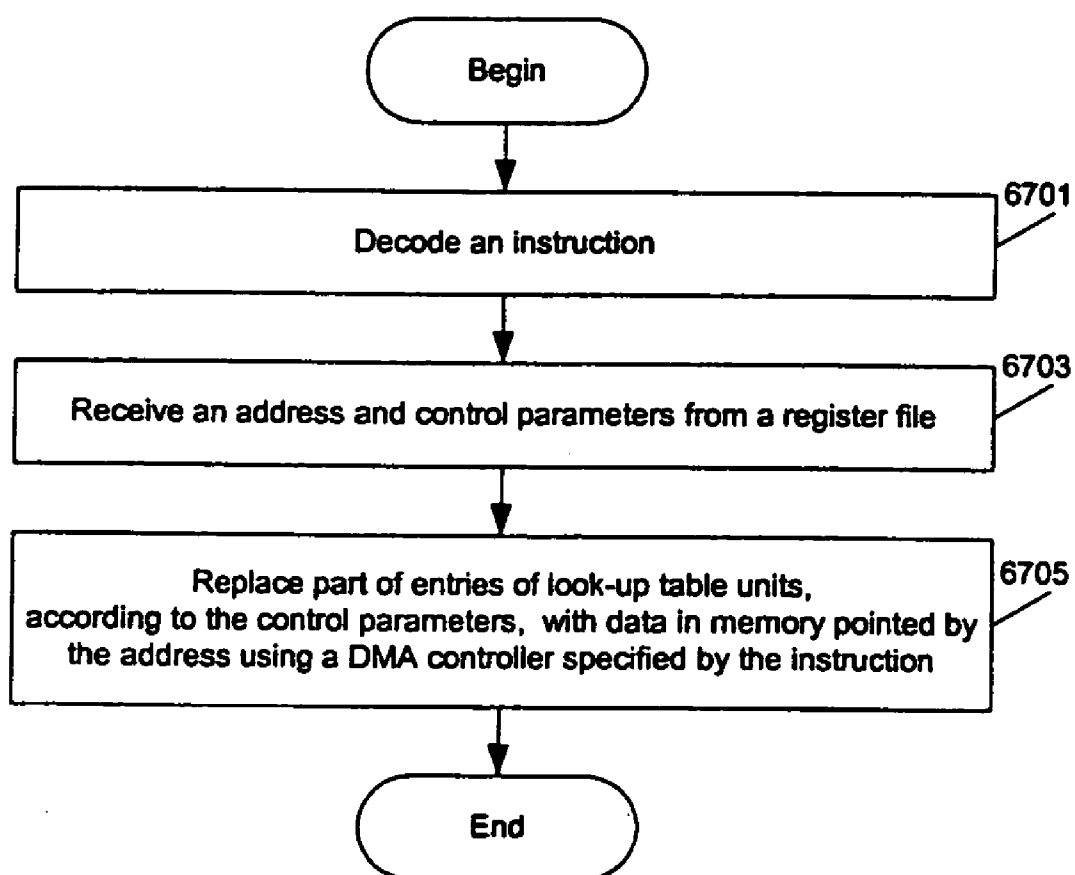 Begin
6701
Decode an instruction
6703
Receive an address and control parameters from a register file
6705
Replace part of entries of look-up table units,
according to the control parameters, with data in memory pointed by
the address using a DMA controller specified by the instruction
End